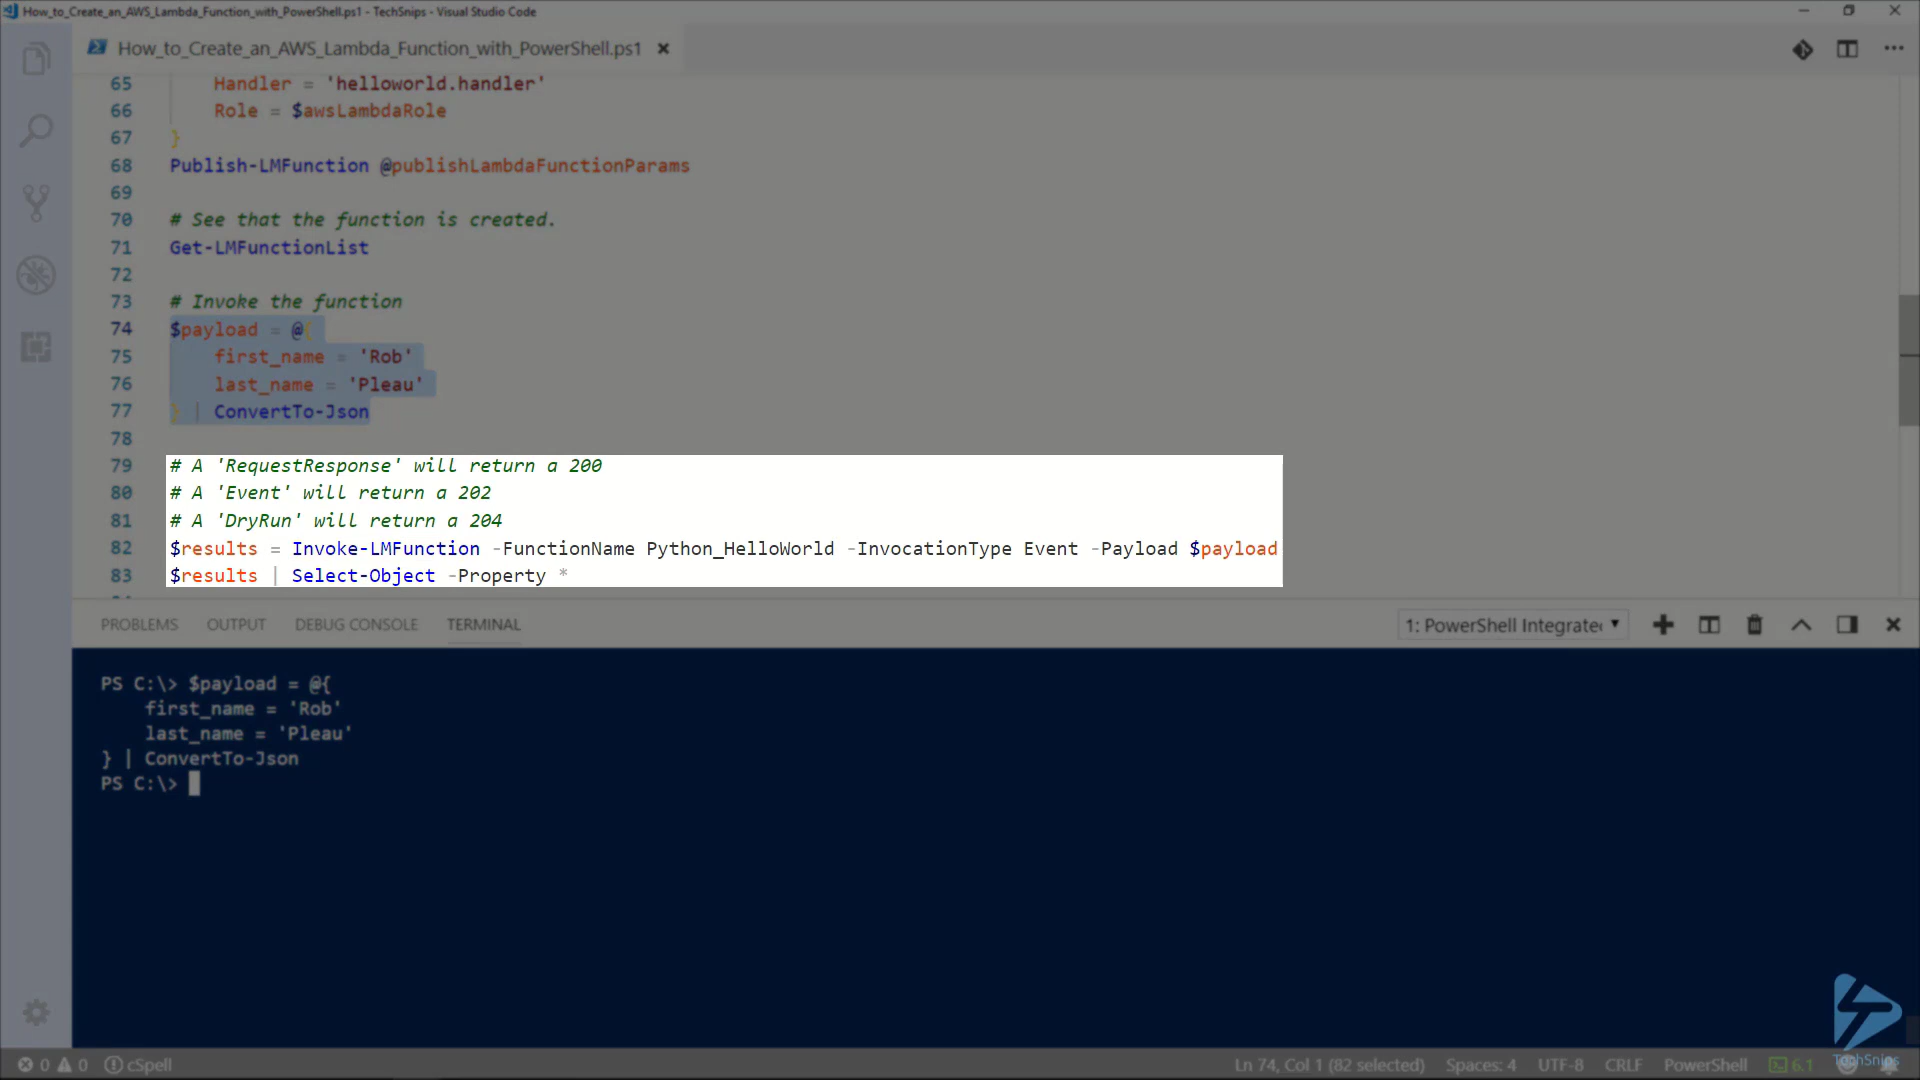 How_to_Create_an_AWS_Lambda_Function_with_PowerShell.ps1 - TechSnips - Visual Studio Code
How_to_Create_an_AWS_Lambda_Function_with_PowerShell.ps1
65 Handler = 'helloworld.handler'
66 Role = $awsLambdaRole
67 }
68 Publish-LMFunction @publishLambdaFunctionParams
69
70 # See that the function is created.
71 Get-LMFunctionList
72
73 # Invoke the function
74 $payload = @{
75 first_name = 'Rob'
76 last_name = 'Pleau'
77 } | ConvertTo-Json
78
79 # A 'RequestResponse' will return a 200
80 # A 'Event' will return a 202
81 # A 'DryRun' will return a 204
82 $results = Invoke-LMFunction -FunctionName Python_HelloWorld -InvocationType Event -Payload $payload
83 $results | Select-Object -Property *
PROBLEMS OUTPUT DEBUG CONSOLE TERMINAL 1: PowerShell Integrate
PS C:\> $payload = @{
first_name = 'Rob'
last_name = 'Pleau'
} | ConvertTo-Json
PS C:\>
TechSnips
0 0 cSpell Ln 74, Col 1 (82 selected) Spaces: 4 UTF-8 CRLF PowerShell 6.1